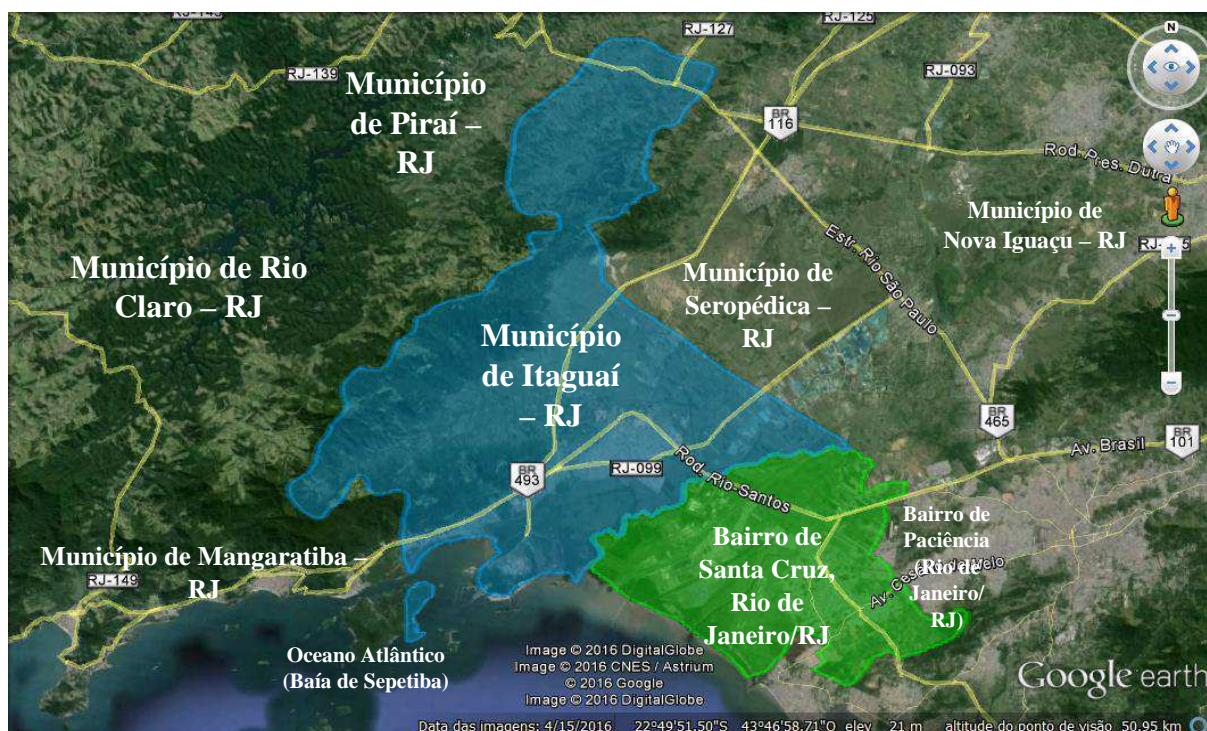 RJ-127
RJ-125
N
RJ-139
RJ-093
Município
de Piraí –
RJ
BR
116
Rod. Pres. Dutra
Município de
Nova Iguaçu – RJ
Estr. Rio São Paulo
Município de Rio
Claro – RJ
Município de
Seropédica –
RJ
Município
de Itaguaí
– RJ
BR
465
Av. Brasil
BR
101
BR
493
RJ-099
Rod. Rio-Santos
Bairro de
Paciência
(Rio de
Janeiro/
RJ)
Bairro de
Santa Cruz,
Rio de
Janeiro/RJ
Município de Mangaratiba –
RJ
RJ-149
Oceano Atlântico
(Baía de Sepetiba)
Image © 2016 DigitalGlobe
Image © 2016 CNES / Astrium
© 2016 Google
Image © 2016 DigitalGlobe
Google earth
Data das imagens: 4/15/2016 22°49'51.50"S 43°46'58.71"O elev 21 m altitude do ponto de visão 50.95 km